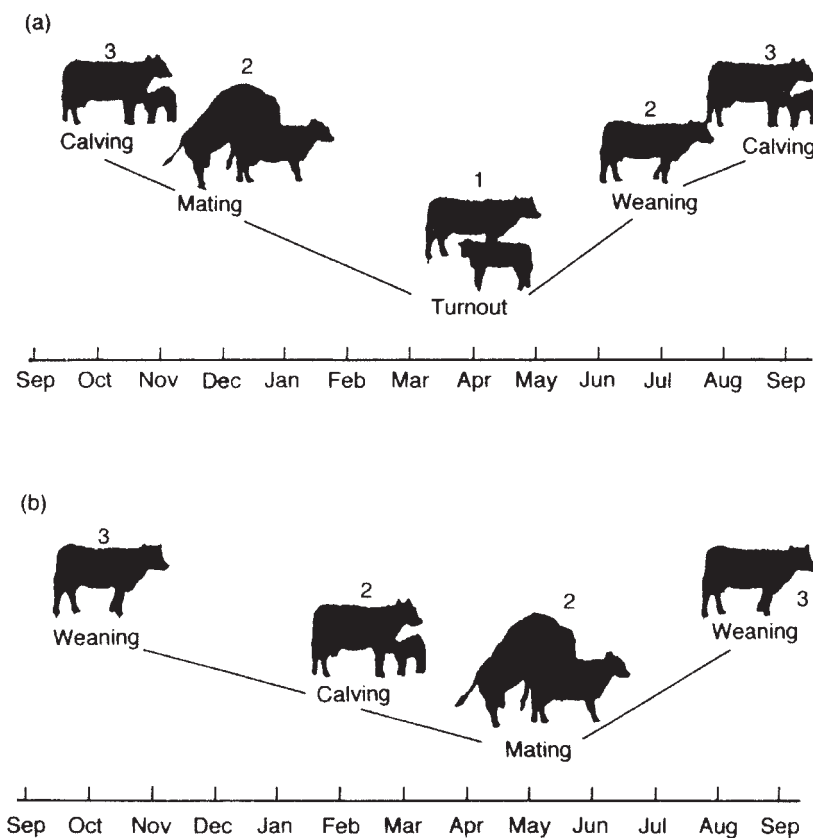 (a)
3
2
3
Calving
2
Calving
Mating
1
Weaning
Turnout
Sep Oct Nov Dec Jan Feb Mar Apr May Jun Jul Aug Sep
(b)
3
2
2
3
Weaning
Weaning
Calving
Mating
Sep Oct Nov Dec Jan Feb Mar Apr May Jun Jul Aug Sep